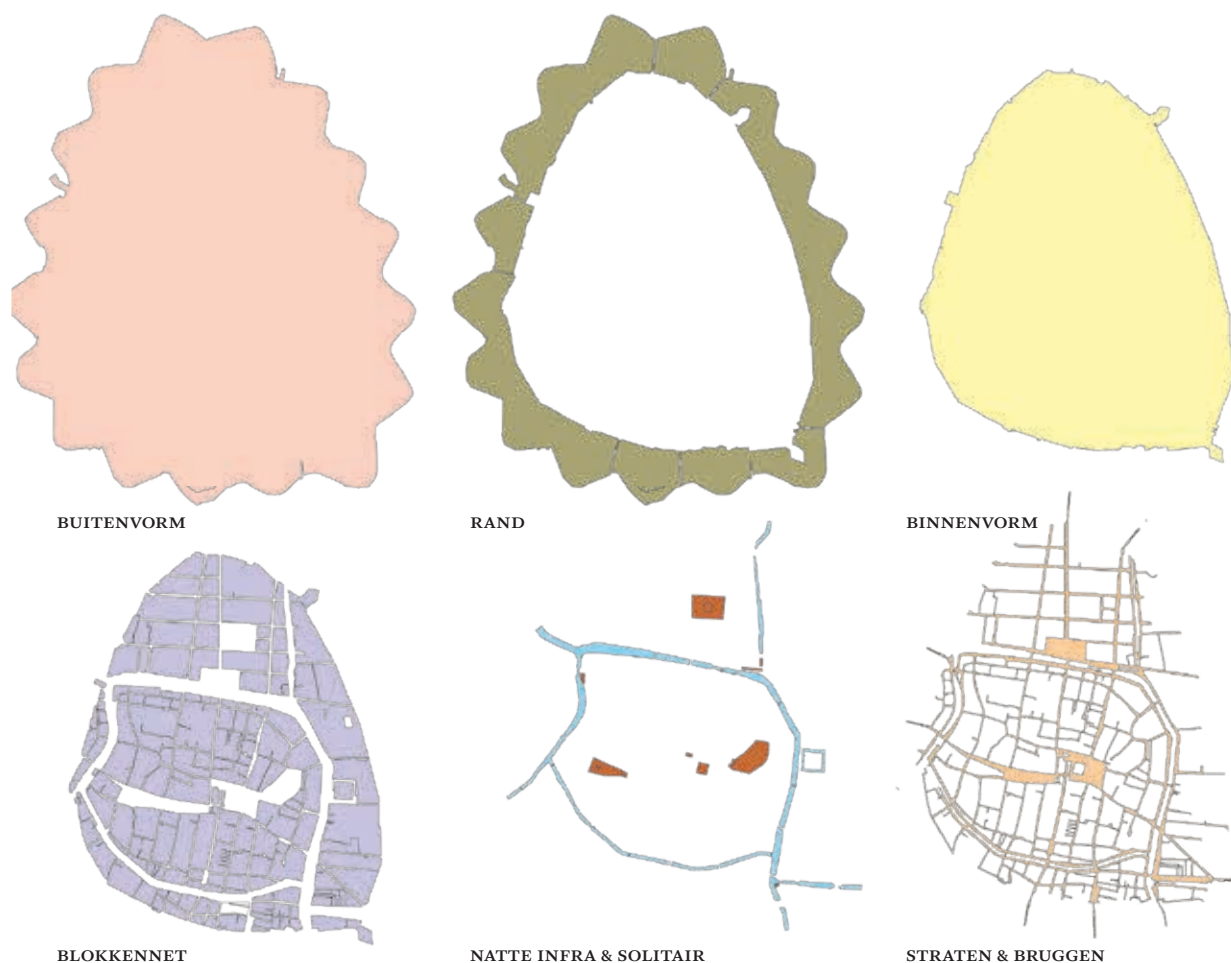 BUITENVORM
RAND
BINNENVORM
BLOKKENNET
NATTE INFRA & SOLITAIR
STRATEN & BRUGGEN